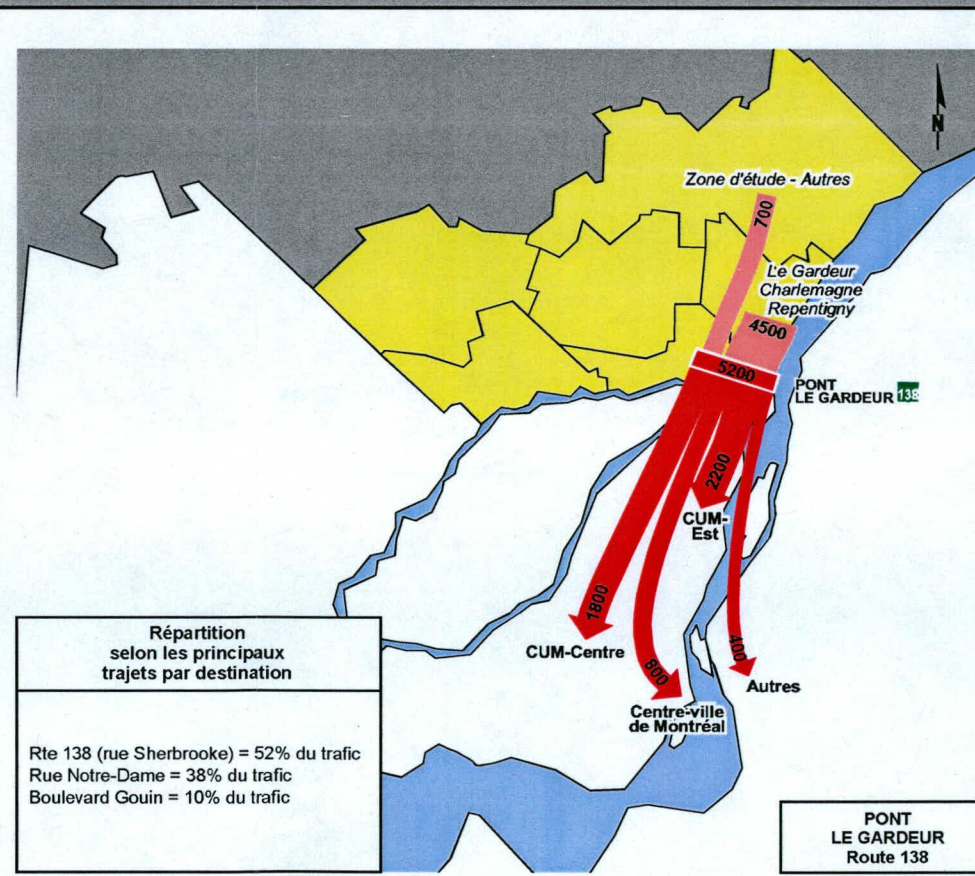 N
Zone d'étude - Autres
700
Le Gardeur
Charlemagne
Repentigny
4500
5200
PONT
LE GARDEUR 138
2200
CUM-
Est
1800
CUM-Centre
800
400
Autres
Centre-ville
de Montréal
Répartition
selon les principaux
trajets par destination
Rte 138 (rue Sherbrooke) = 52% du trafic
Rue Notre-Dame = 38% du trafic
Boulevard Gouin = 10% du trafic
PONT
LE GARDEUR
Route 138